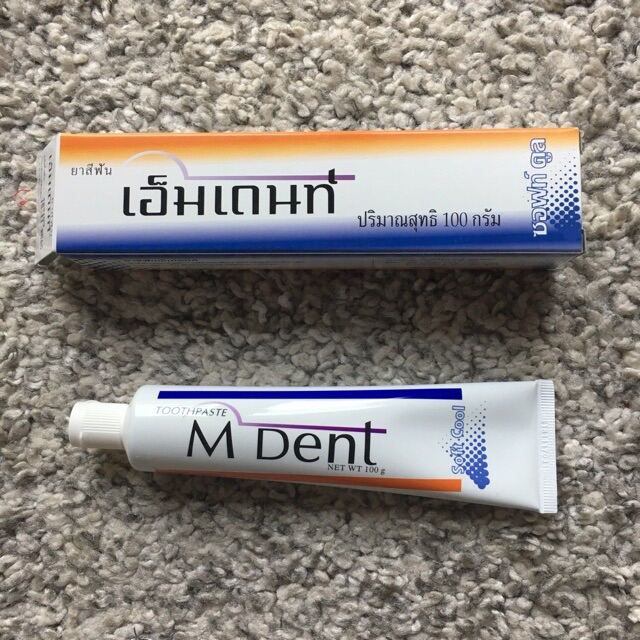 ยาสีฟัน
เอ็มเดนท์
ปริมาณสุทธิ 100 กรัม
ซอฟท์ คูล
TOOTHPASTE
M Dent
NET WT 100 g
Soft Cool